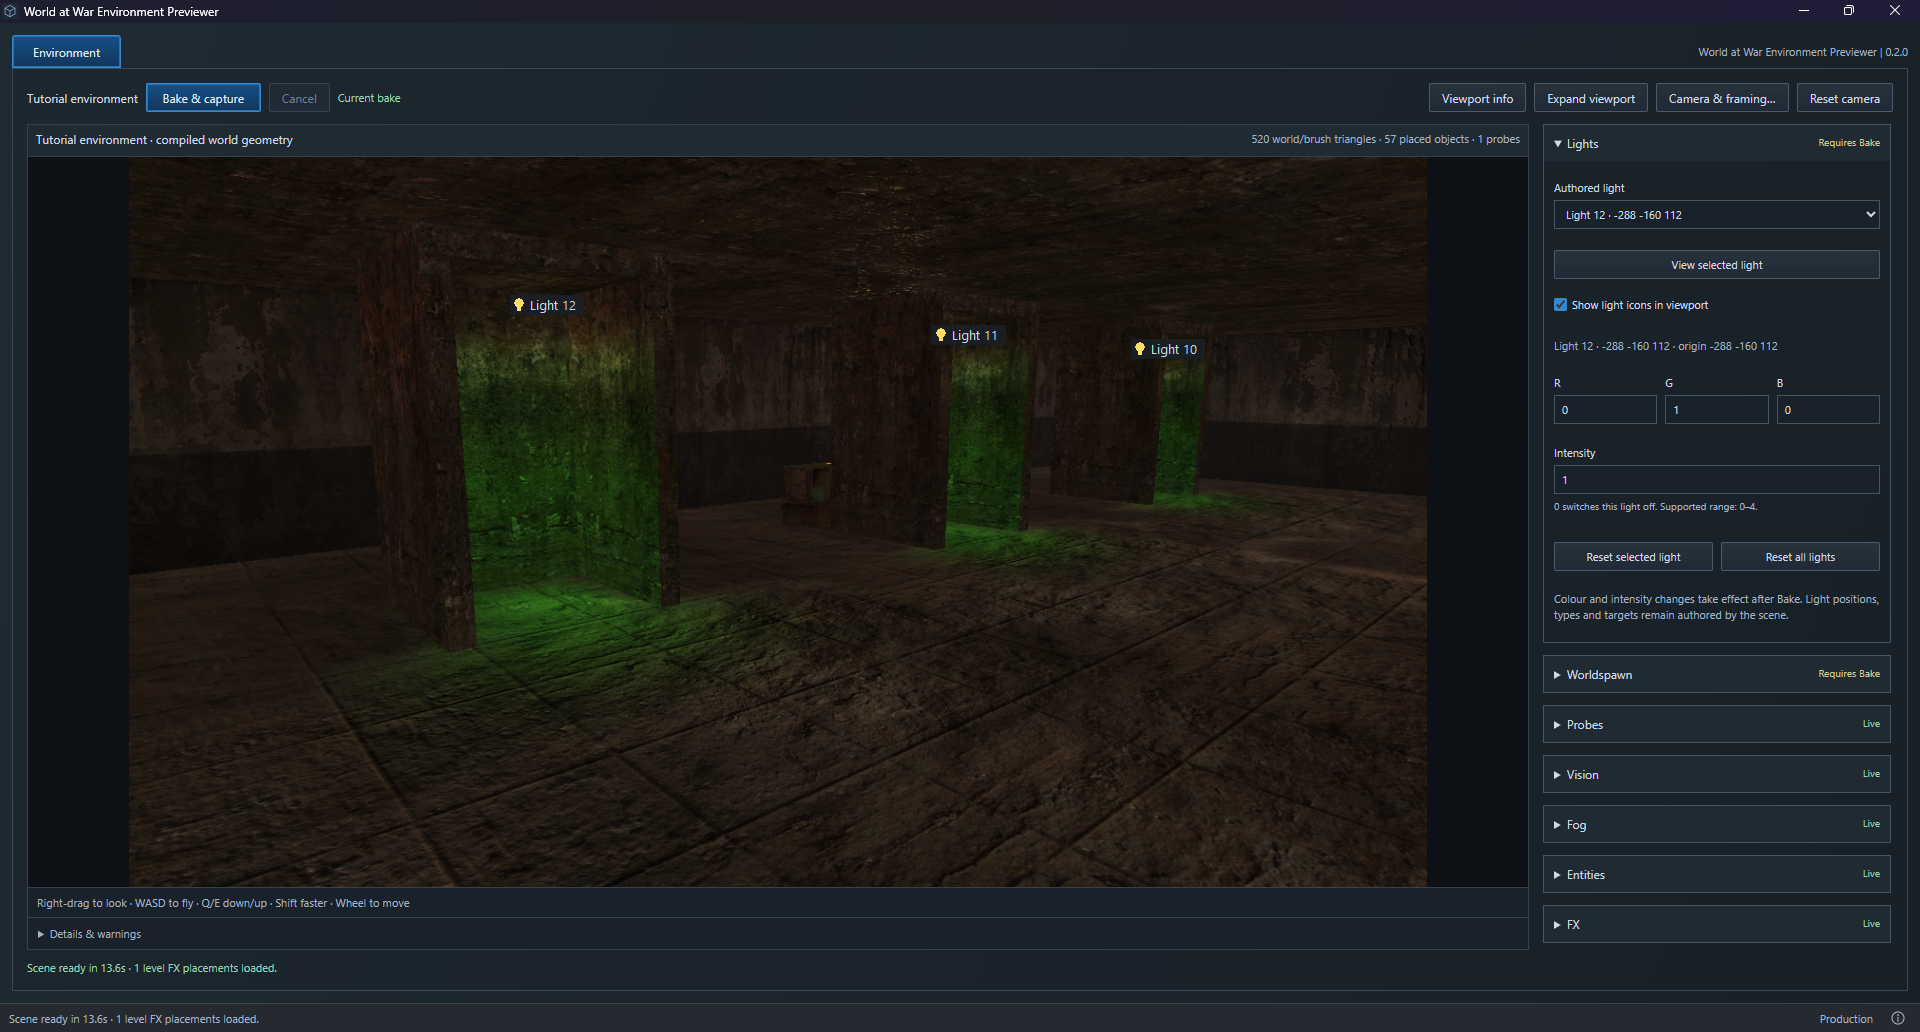 World at War Environment Previewer
Environment
World at War Environment Previewer | 0.2.0
Tutorial environment
Bake & capture
Cancel
Current bake
Viewport info
Expand viewport
Camera & framing...
Reset camera
Tutorial environment · compiled world geometry
520 world/brush triangles · 57 placed objects · 1 probes
Light 12
Light 11
Light 10
Right-drag to look · WASD to fly · Q/E down/up · Shift faster · Wheel to move
▶ Details & warnings
Scene ready in 13.6s · 1 level FX placements loaded.
▼ Lights
Requires Bake
Authored light
Light 12 · -288 -160 112
View selected light
Show light icons in viewport
Light 12 · -288 -160 112 · origin -288 -160 112
R G B
0 1 0
Intensity
1
0 switches this light off. Supported range: 0–4.
Reset selected light
Reset all lights
Colour and intensity changes take effect after Bake. Light positions,
types and targets remain authored by the scene.
▶ Worldspawn
Requires Bake
▶ Probes
Live
▶ Vision
Live
▶ Fog
Live
▶ Entities
Live
▶ FX
Live
Scene ready in 13.6s · 1 level FX placements loaded.
Production